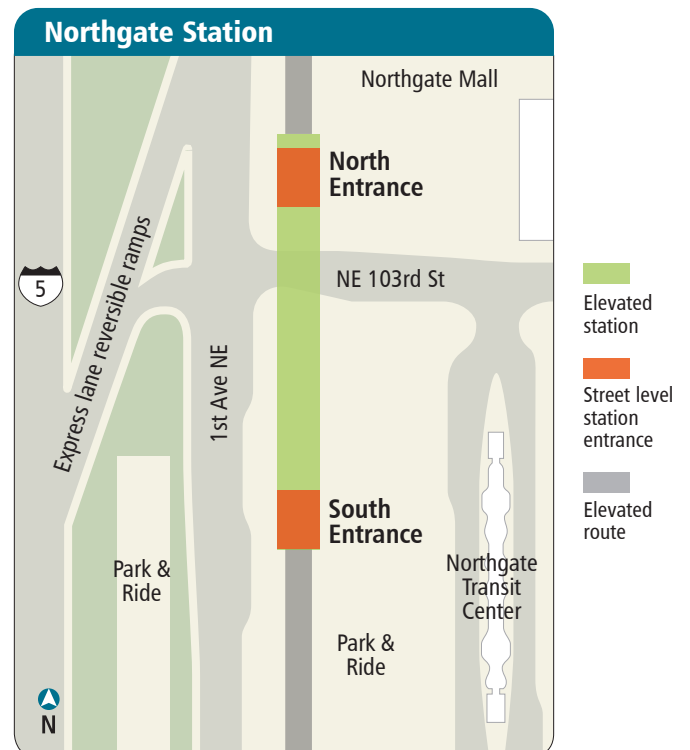 Northgate Station
Northgate Mall
North
Entrance
NE 103rd St
5
Express lane reversible ramps
1st Ave NE
South
Entrance
Park &
Ride
Northgate
Transit
Center
Park &
Ride
N
Elevated
station
Street level
station
entrance
Elevated
route